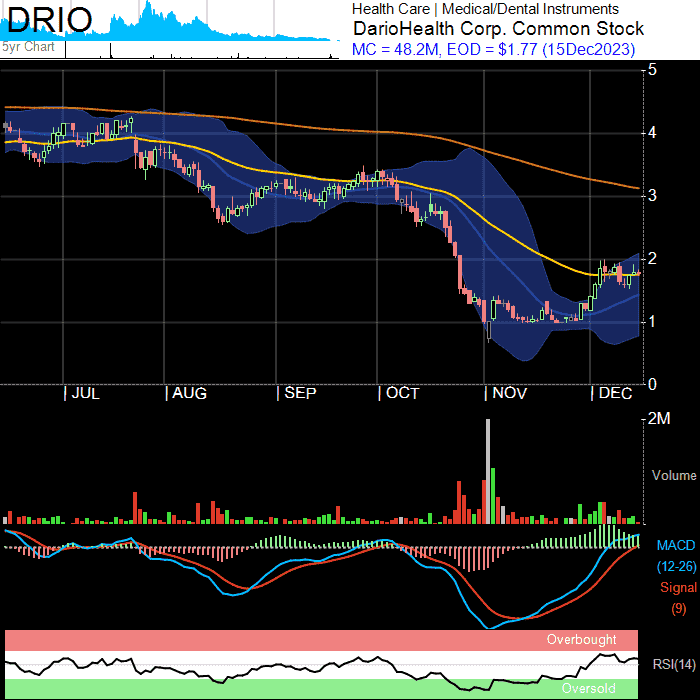 DRIO
5yr Chart
Health Care | Medical/Dental Instruments
DarioHealth Corp. Common Stock
MC = 48.2M, EOD = $1.77 (15Dec2023)
5
4
3
2
1
0
| JUL | AUG | SEP | OCT | NOV | DEC
2M
Volume
MACD
(12-26)
Signal
(9)
Overbought
RSI(14)
Oversold